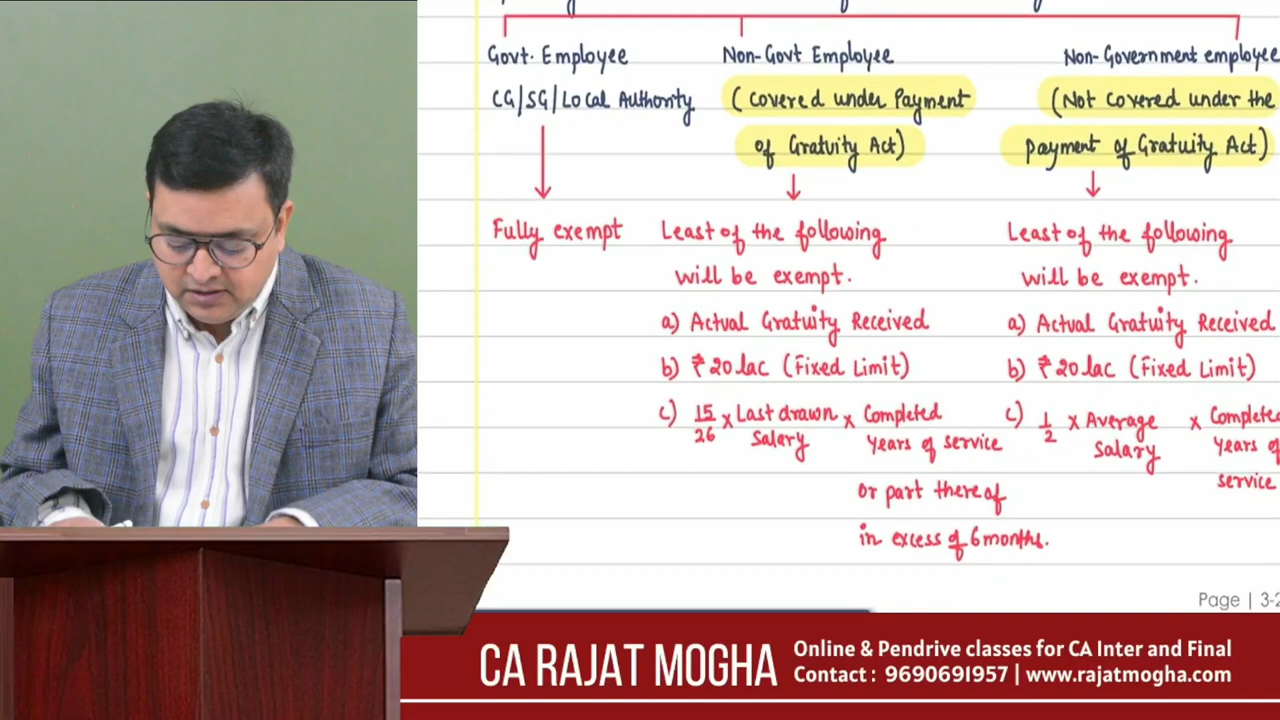 Govt. Employee
CG/SG/Local Authority
Fully exempt
Non-Govt Employee
(Covered under Payment
of Gratuity Act)
Least of the following
will be exempt.
a) Actual Gratuity Received
b) ₹20 lac (Fixed Limit)
c) 15/26 × Last drawn Salary × Completed
Years of service
or part there of
in excess of 6 months.
Non-Government employee
(Not covered under the
payment of Gratuity Act)
Least of the following
will be exempt.
a) Actual Gratuity Received
b) ₹20 lac (Fixed Limit)
c) 1/2 × Average Salary × Complete
Years of
service
Page | 3-2
CA RAJAT MOGHA
Online & Pendrive classes for CA Inter and Final
Contact : 9690691957 | www.rajatmogha.com